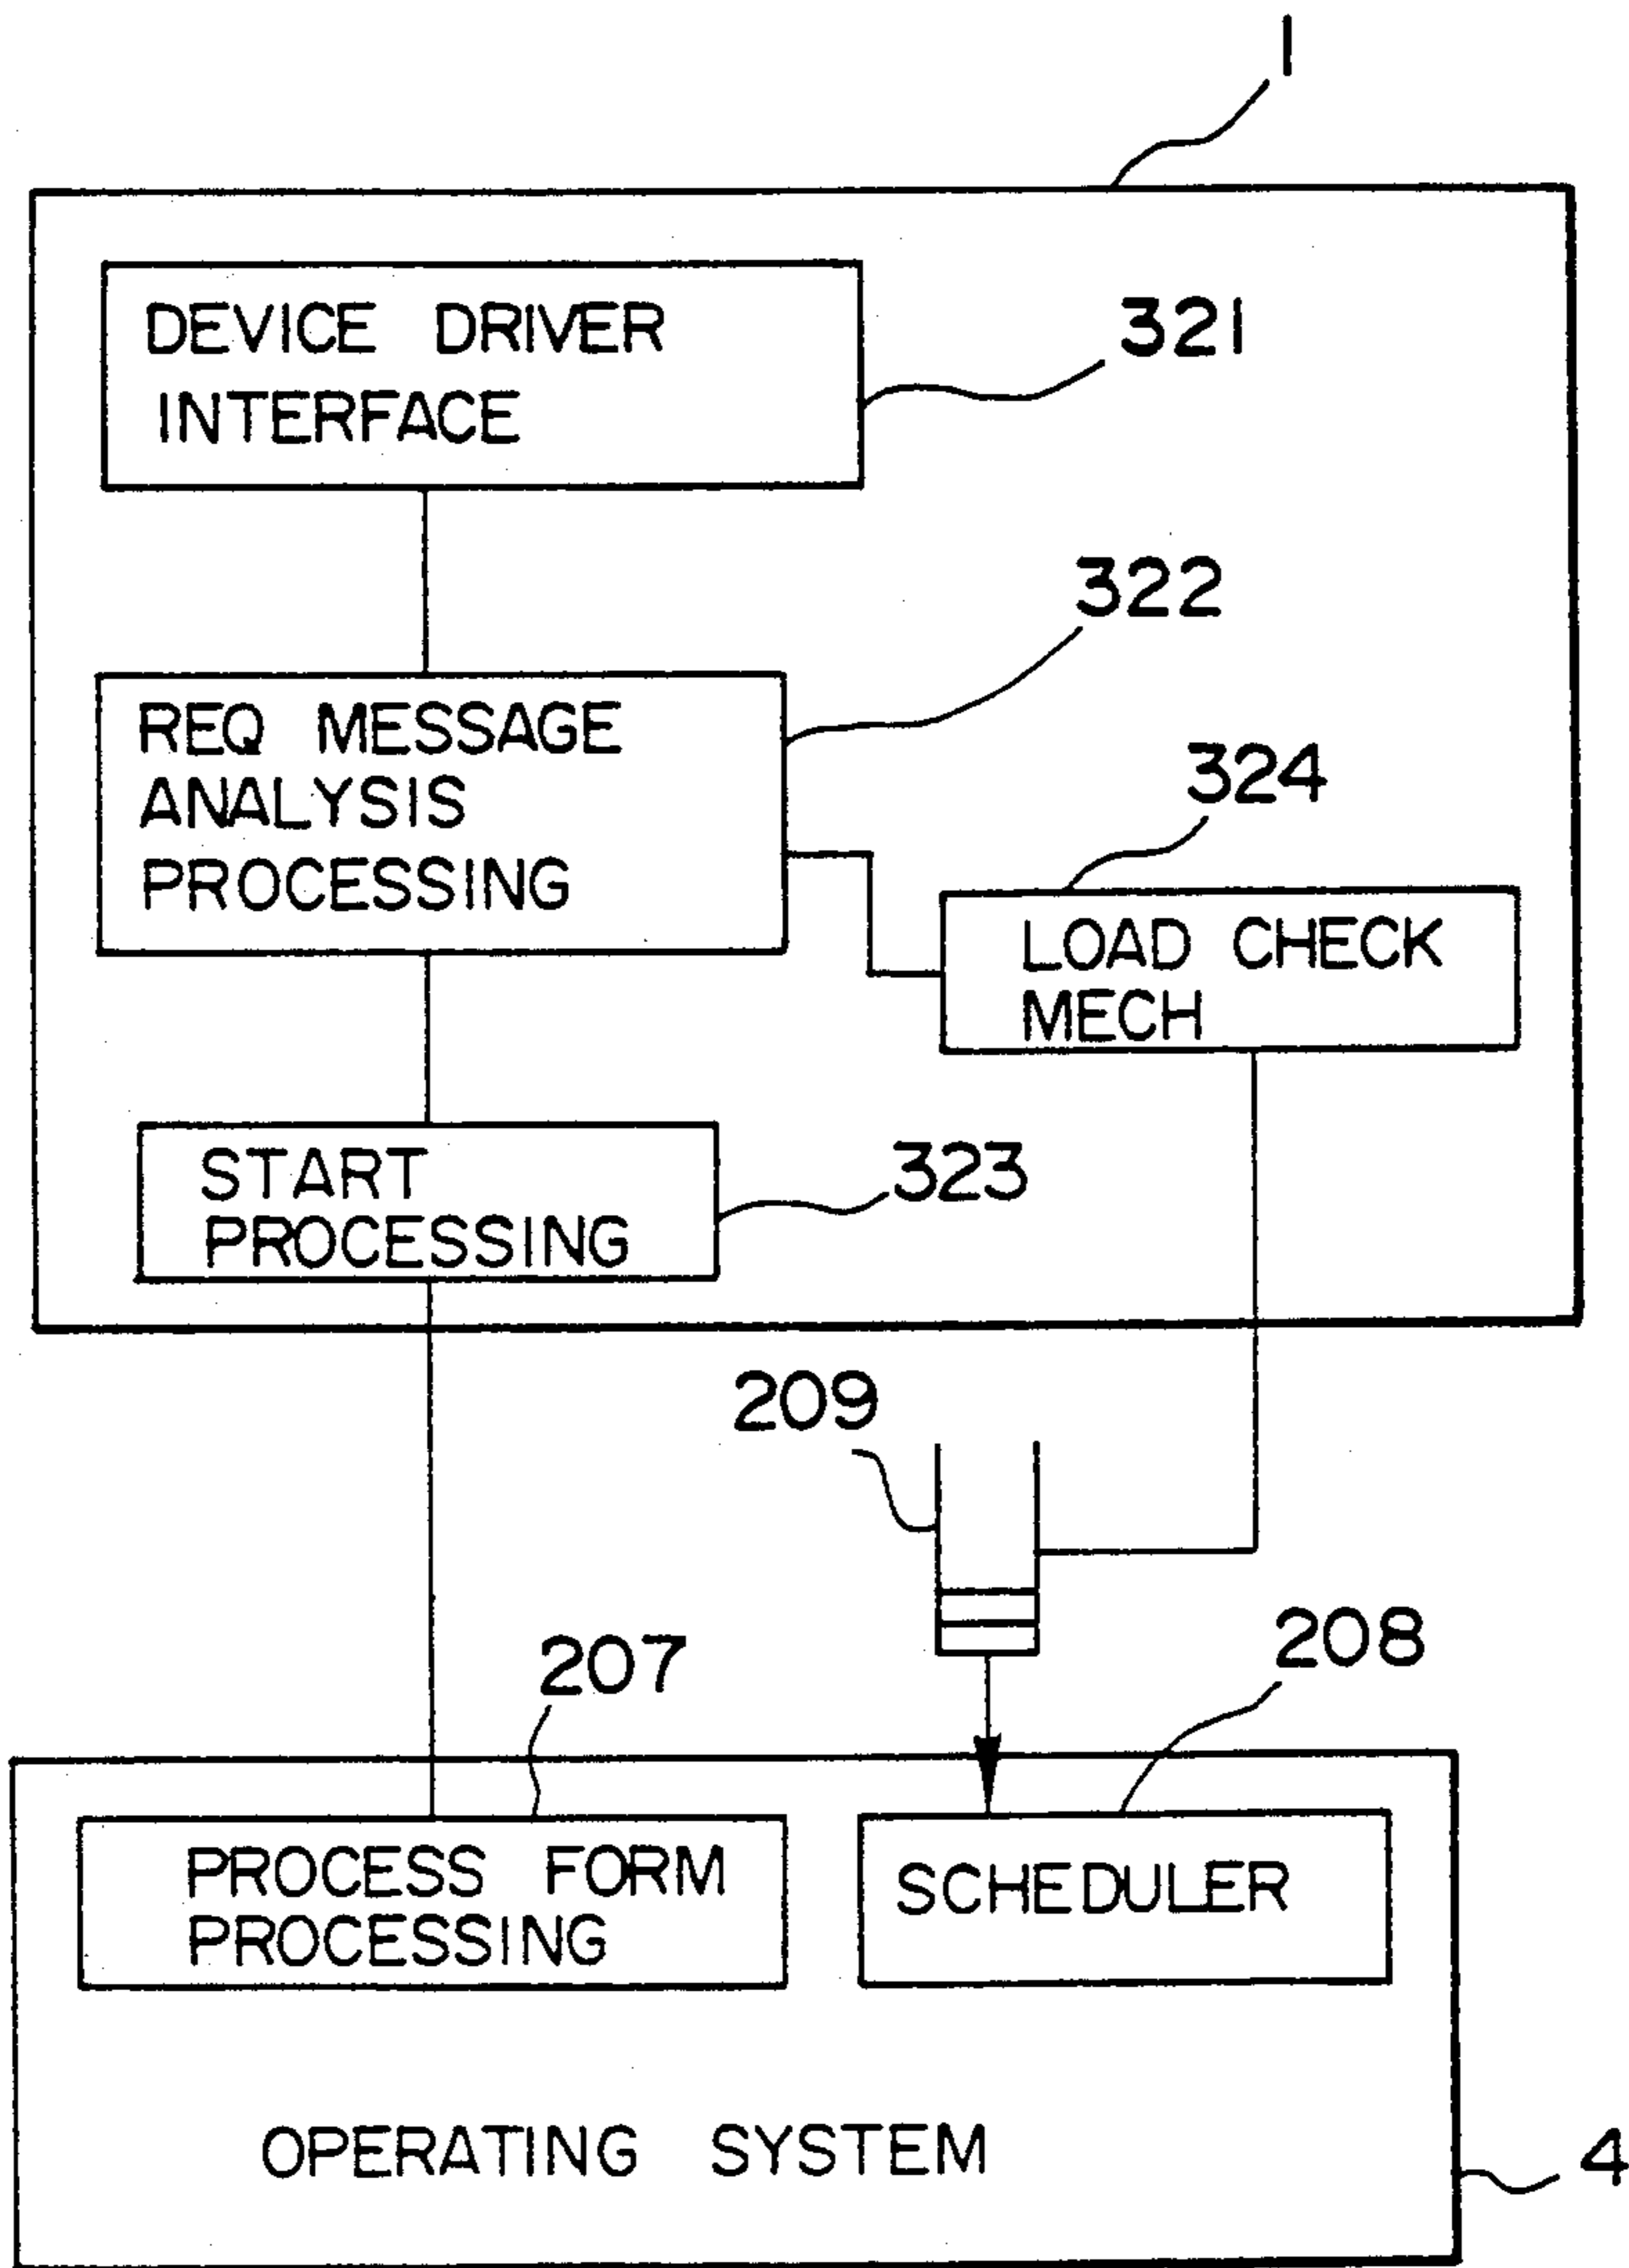 1
DEVICE DRIVER
INTERFACE
321
322
REQ MESSAGE
ANALYSIS
PROCESSING
324
LOAD CHECK
MECH
START
PROCESSING
323
209
207
208
PROCESS FORM
PROCESSING
SCHEDULER
OPERATING SYSTEM
4